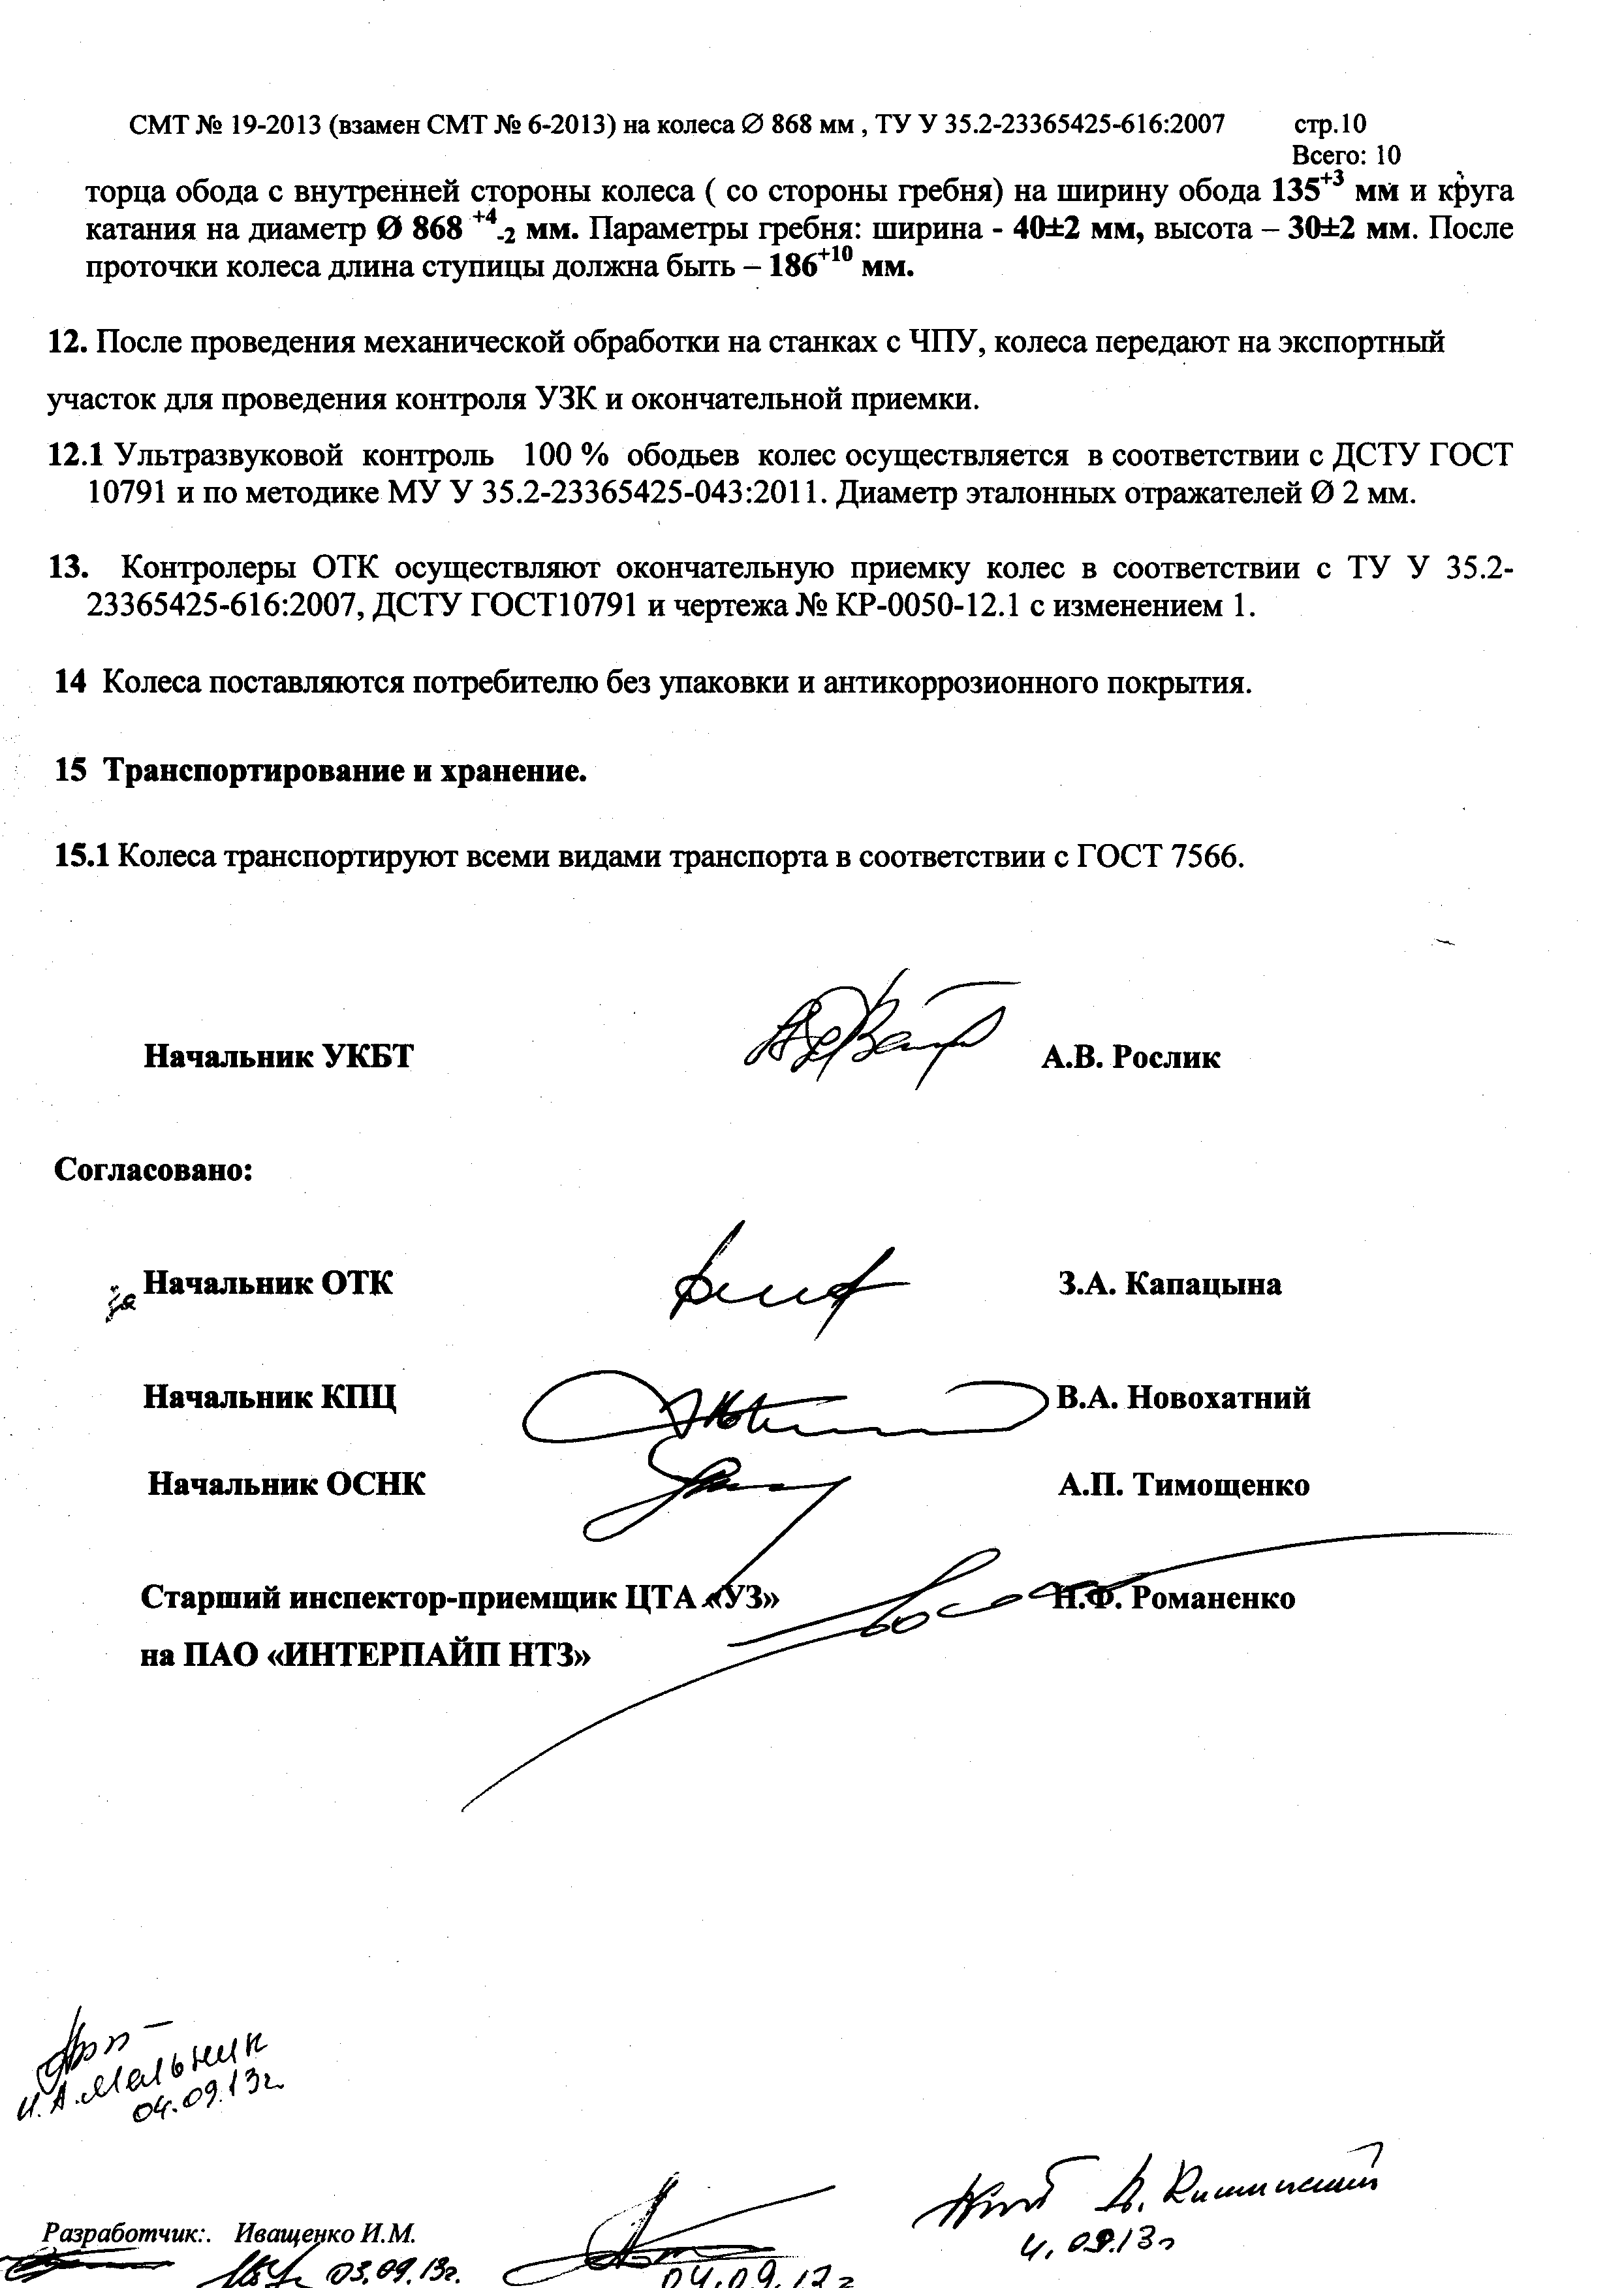 СМТ № 19-2013 (взамен СМТ № 6-2013) на колеса Ø 868 мм , ТУ У 35.2-23365425-616:2007 стр.10
Всего: 10
торца обода с внутренней стороны колеса ( со стороны гребня) на ширину обода 135+3 мм и круга
катания на диаметр Ø 868 +4-2 мм. Параметры гребня: ширина - 40±2 мм, высота – 30±2 мм. После
проточки колеса длина ступицы должна быть – 186+10 мм.
12. После проведения механической обработки на станках с ЧПУ, колеса передают на экспортный
участок для проведения контроля УЗК и окончательной приемки.
12.1 Ультразвуковой контроль 100 % ободьев колес осуществляется в соответствии с ДСТУ ГОСТ
10791 и по методике МУ У 35.2-23365425-043:2011. Диаметр эталонных отражателей Ø 2 мм.
13. Контролеры ОТК осуществляют окончательную приемку колес в соответствии с ТУ У 35.2-
23365425-616:2007, ДСТУ ГОСТ10791 и чертежа № КР-0050-12.1 с изменением 1.
14 Колеса поставляются потребителю без упаковки и антикоррозионного покрытия.
15 Транспортирование и хранение.
15.1 Колеса транспортируют всеми видами транспорта в соответствии с ГОСТ 7566.
Начальник УКБТ А.В. Рослик
Согласовано:
за Начальник ОТК З.А. Капацына
Начальник КПЦ В.А. Новохатний
Начальник ОСНК А.П. Тимощенко
Старший инспектор-приемщик ЦТА «УЗ» Н.Ф. Романенко
на ПАО «ИНТЕРПАЙП НТЗ»
И.А. Мельник
04.09.13г.
Разработчик:. Иващенко И.М.
03.09.13г.
04.09.13г
4.09.13г